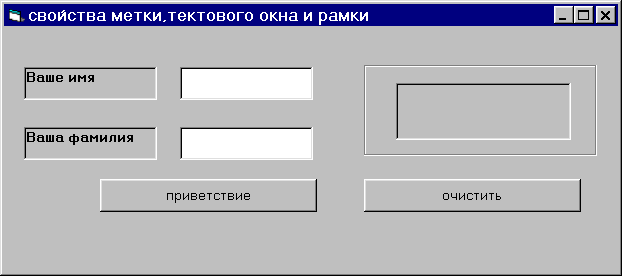 свойства метки,тектового окна и рамки
Ваше имя
Ваша фамилия
приветствие
очистить